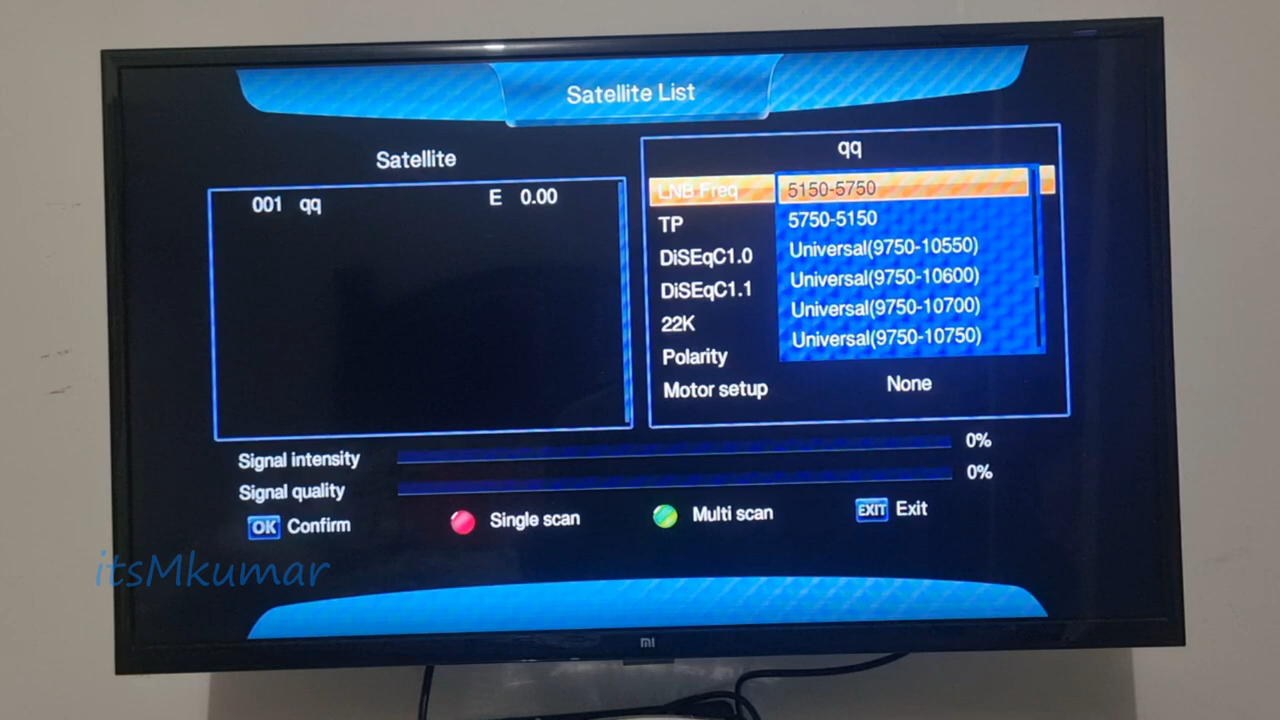 Satellite List
Satellite
001 qq E 0.00
qq
LNB Freq
5150-5750
5750-5150
TP
Universal(9750-10550)
DiSEqC1.0
Universal(9750-10600)
DiSEqC1.1
Universal(9750-10700)
22K
Universal(9750-10750)
Polarity
Motor setup None
Signal intensity 0%
Signal quality 0%
OK Confirm Single scan Multi scan EXIT Exit
itsMkumar
mi